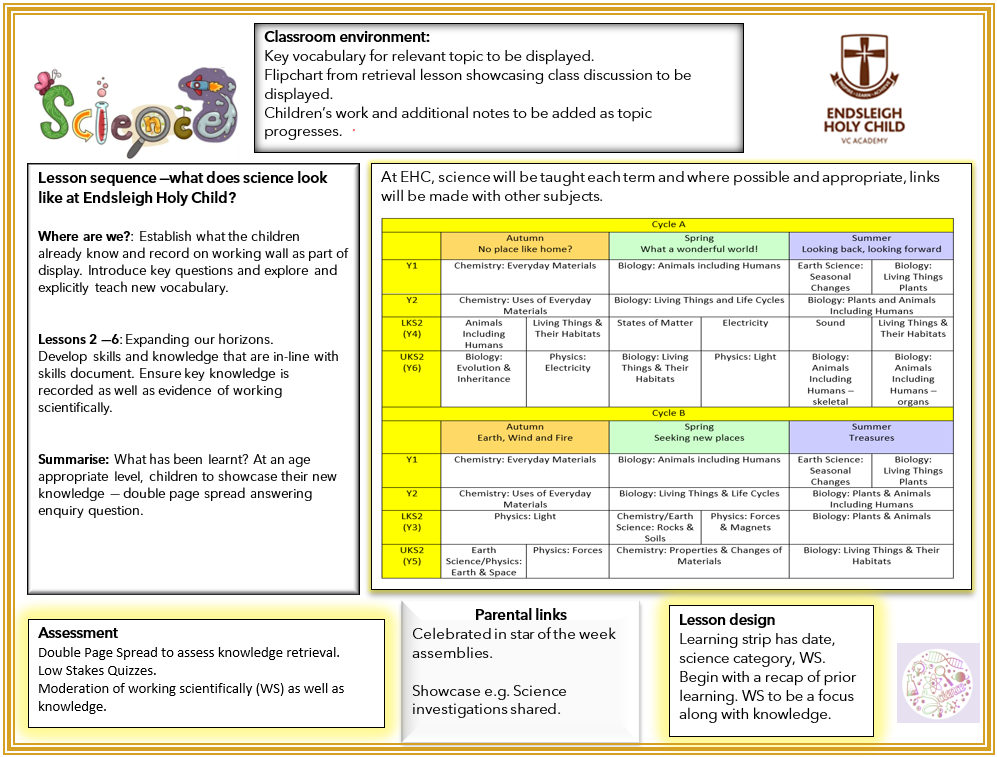 Science
Classroom environment:
Key vocabulary for relevant topic to be displayed.
Flipchart from retrieval lesson showcasing class discussion to be
displayed.
Children's work and additional notes to be added as topic
progresses.
ENDSLEIGH
HOLY CHILD
VC ACADEMY
Lesson sequence –what does science look
like at Endsleigh Holy Child?
Where are we?: Establish what the children
already know and record on working wall as part of
display. Introduce key questions and explore and
explicitly teach new vocabulary.
Lessons 2 –6: Expanding our horizons.
Develop skills and knowledge that are in-line with
skills document. Ensure key knowledge is
recorded as well as evidence of working
scientifically.
Summarise: What has been learnt? At an age
appropriate level, children to showcase their new
knowledge – double page spread answering
enquiry question.
At EHC, science will be taught each term and where possible and appropriate, links
will be made with other subjects.
Cycle A
Autumn
No place like home?
Spring
What a wonderful world!
Summer
Looking back, looking forward
Y1
Chemistry: Everyday Materials
Biology: Animals including Humans
Earth Science:
Seasonal
Changes
Biology:
Living Things
Plants
Y2
Chemistry: Uses of Everyday
Materials
Biology: Living Things and Life Cycles
Biology: Plants and Animals
Including Humans
LKS2
(Y4)
Animals
Including
Humans
Living Things &
Their Habitats
States of Matter
Electricity
Sound
Living Things &
Their Habitats
UKS2
(Y6)
Biology:
Evolution &
Inheritance
Physics:
Electricity
Biology: Living
Things & Their
Habitats
Physics: Light
Biology:
Animals
Including
Humans –
skeletal
Biology:
Animals
Including
Humans –
organs
Cycle B
Autumn
Earth, Wind and Fire
Spring
Seeking new places
Summer
Treasures
Y1
Chemistry: Everyday Materials
Biology: Animals including Humans
Earth Science:
Seasonal
Changes
Biology:
Living Things
Plants
Y2
Chemistry: Uses of Everyday
Materials
Biology: Living Things & Life Cycles
Biology: Plants & Animals
Including Humans
LKS2
(Y3)
Physics: Light
Chemistry/Earth
Science: Rocks &
Soils
Physics: Forces
& Magnets
Biology: Plants & Animals
UKS2
(Y5)
Earth
Science/Physics:
Earth & Space
Physics: Forces
Chemistry: Properties & Changes of
Materials
Biology: Living Things & Their
Habitats
Assessment
Double Page Spread to assess knowledge retrieval.
Low Stakes Quizzes.
Moderation of working scientifically (WS) as well as
knowledge.
Parental links
Celebrated in star of the week
assemblies.
Showcase e.g. Science
investigations shared.
Lesson design
Learning strip has date,
science category, WS.
Begin with a recap of prior
learning. WS to be a focus
along with knowledge.